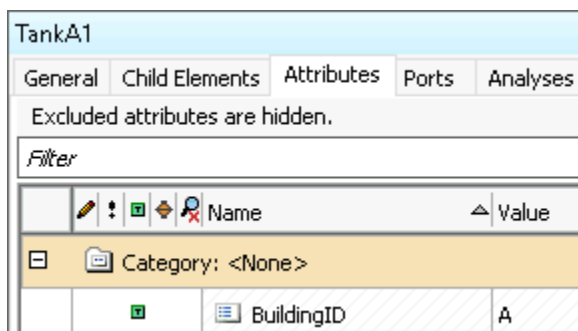 TankA1
General Child Elements Attributes Ports Analyses
Excluded attributes are hidden.
Filter
Name Value
Category: <None>
BuildingID A